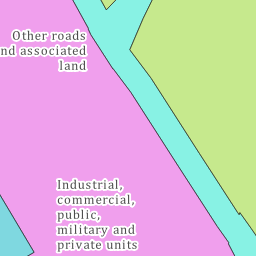 Other roads
nd associated
land
Industrial,
commercial,
public,
military and
private units